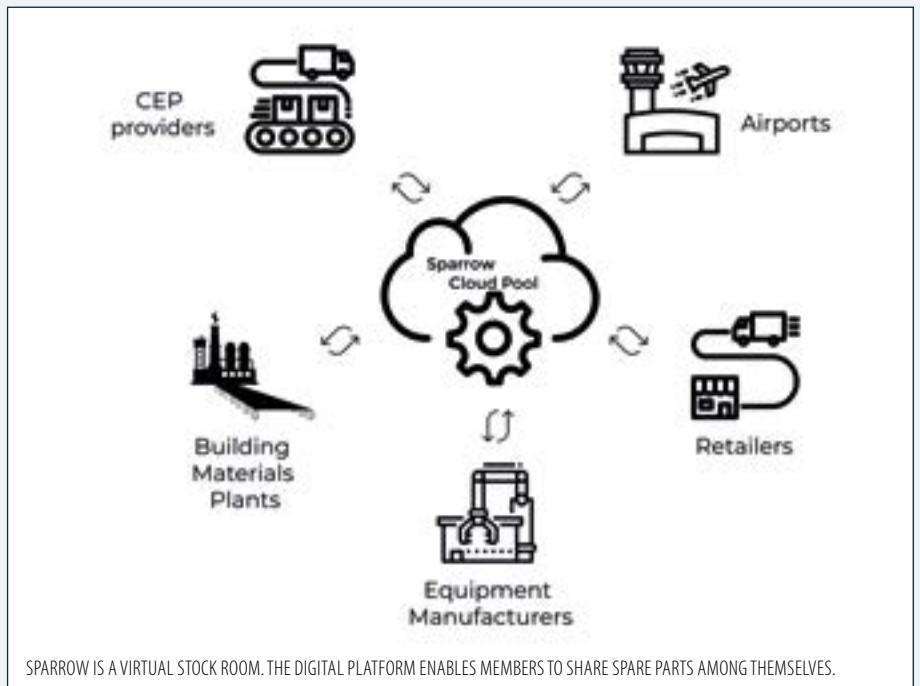 CEP
providers
Airports
Sparrow
Cloud Pool
Building
Materials
Plants
Retailers
Equipment
Manufacturers
SPARROW IS A VIRTUAL STOCK ROOM. THE DIGITAL PLATFORM ENABLES MEMBERS TO SHARE SPARE PARTS AMONG THEMSELVES.